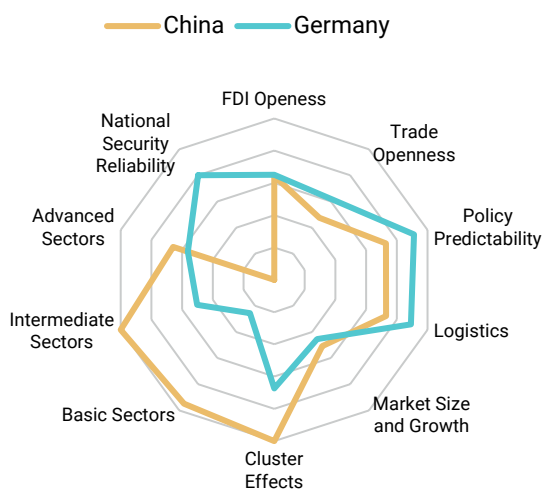 China
Germany
FDI Openess
Trade
Openness
Policy
Predictability
Logistics
Market Size
and Growth
Cluster
Effects
Basic Sectors
Intermediate
Sectors
Advanced
Sectors
National
Security
Reliability